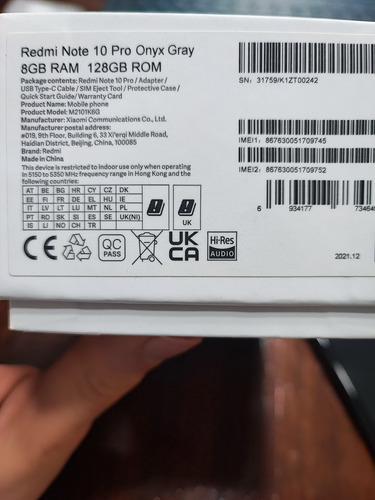 Redmi Note 10 Pro Onyx Gray
8GB RAM 128GB ROM
Package contents: Redmi Note 10 Pro / Adapter /
USB Type-C Cable / SIM Eject Tool / Protective Case /
Quick Start Guide / Warranty Card
Product Name: Mobile phone
Product Model: M2101K6G
Manufacturer: Xiaomi Communications Co., Ltd.
Manufacturer address:
#019, 9th Floor, Building 6, 33 Xi'erqi Middle Road,
Haidian District, Beijing, China, 100085
Brand: Redmi
Made in China
This device is restricted to indoor use only when operating
in 5150 to 5350 MHz frequency range in Hong Kong and the
following countries:
AT BE BG HR CY CZ DK
EE FI FR DE EL HU IE
IT LV LT LU MT NL PL
PT RO SK SI ES SE UK(NI)
IS LI NO CH TR
UK
CE
QC
PASS
UK
CA
Hi-Res
AUDIO
SN: 31759/K1ZT00242
IMEI1: 867630051709745
IMEI2: 867630051709752
6 934177 73464
2021.12